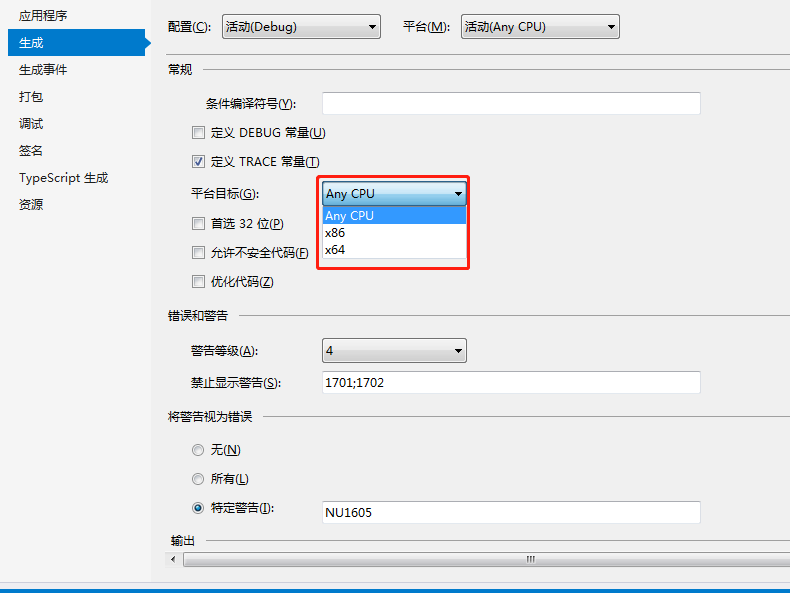 应用程序
生成
生成事件
打包
调试
签名
TypeScript 生成
资源
配置(C): 活动(Debug) 平台(M): 活动(Any CPU)
常规
条件编译符号(Y):
定义 DEBUG 常量(U)
定义 TRACE 常量(T)
平台目标(G): Any CPU
Any CPU
x86
x64
首选 32 位(P)
允许不安全代码(F)
优化代码(Z)
错误和警告
警告等级(A): 4
禁止显示警告(S): 1701;1702
将警告视为错误
无(N)
所有(L)
特定警告(I): NU1605
输出